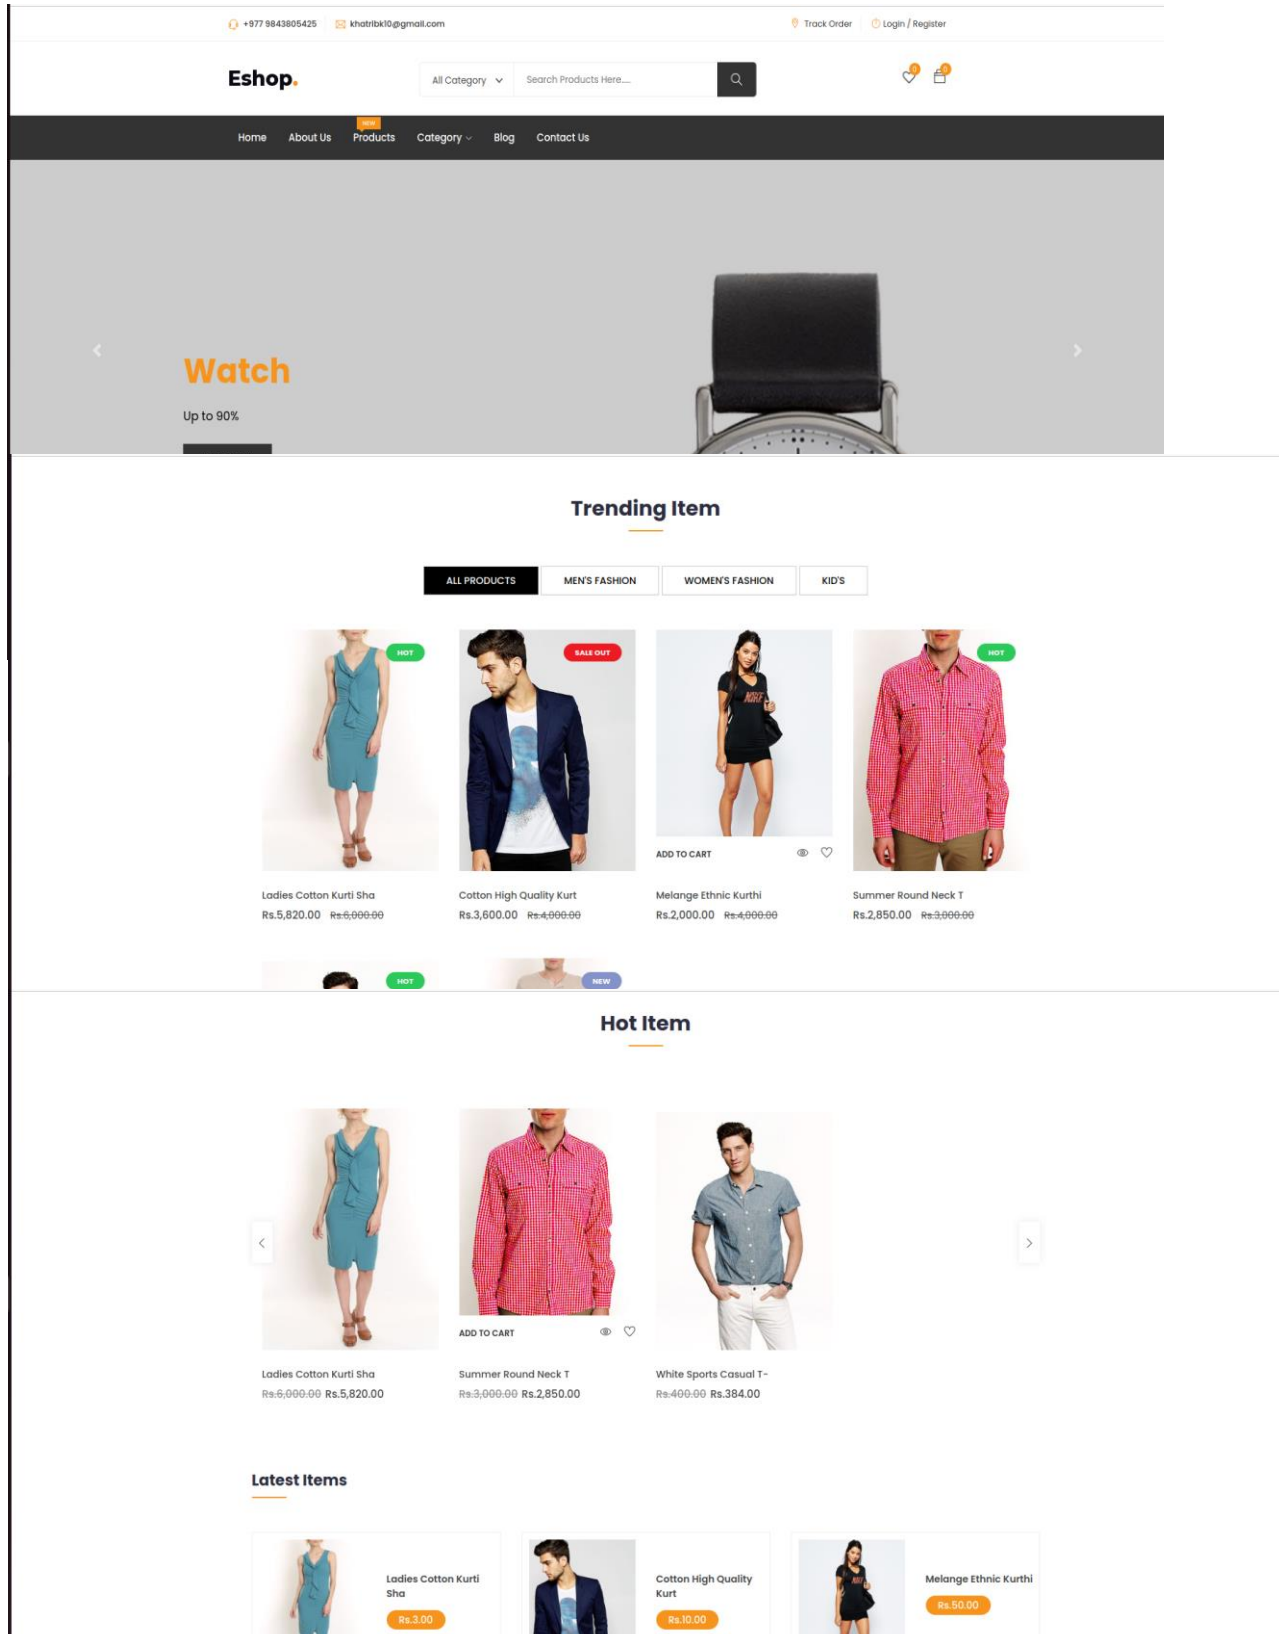 +977 9843805425 khatribk10@gmail.com Track Order Login / Register
Eshop. All Category Search Products Here.... 0 0
NEW
Home About Us Products Category Blog Contact Us
Watch
Up to 90%
Trending Item
ALL PRODUCTS MEN'S FASHION WOMEN'S FASHION KID'S
HOT SALE OUT HOT
NIKE
ADD TO CART
Ladies Cotton Kurti Sha Cotton High Quality Kurt Melange Ethnic Kurthi Summer Round Neck T
Rs.5,820.00 Rs.6,000.00 Rs.3,600.00 Rs.4,000.00 Rs.2,000.00 Rs.4,000.00 Rs.2,850.00 Rs.3,000.00
HOT NEW
Hot Item
ADD TO CART
Ladies Cotton Kurti Sha Summer Round Neck T White Sports Casual T-
Rs.6,000.00 Rs.5,820.00 Rs.3,000.00 Rs.2,850.00 Rs.400.00 Rs.384.00
Latest Items
Ladies Cotton Kurti
Sha
Rs.3.00
Cotton High Quality
Kurt
Rs.10.00
Melange Ethnic Kurthi
Rs.50.00